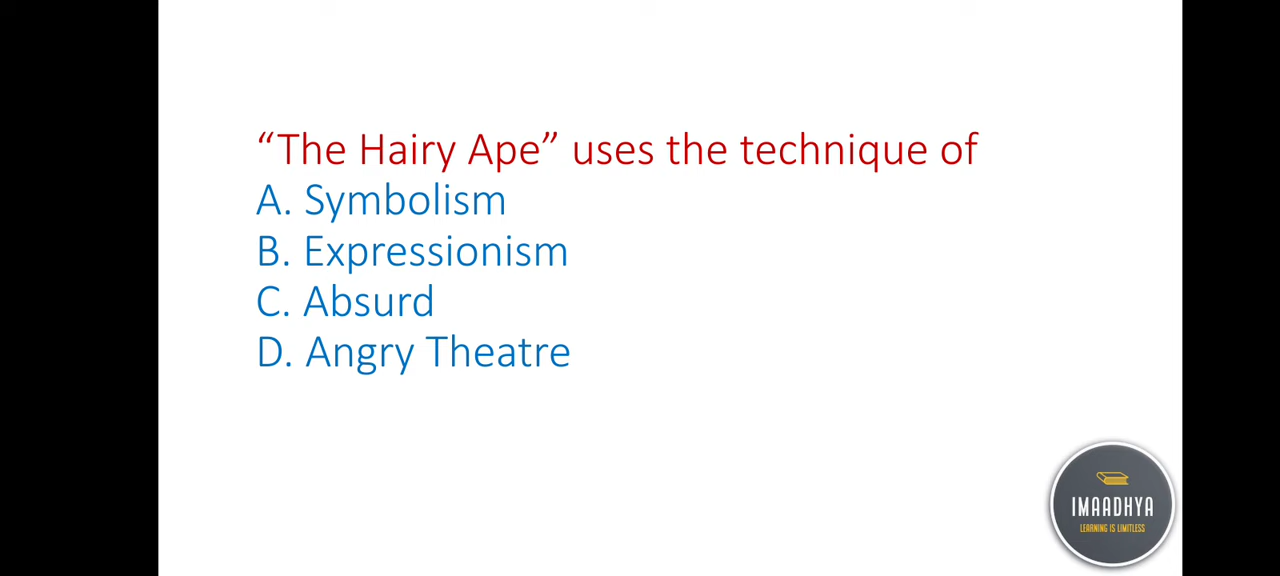 “The Hairy Ape” uses the technique of
A. Symbolism
B. Expressionism
C. Absurd
D. Angry Theatre
IMAADHYA
LEARNING IS LIMITLESS